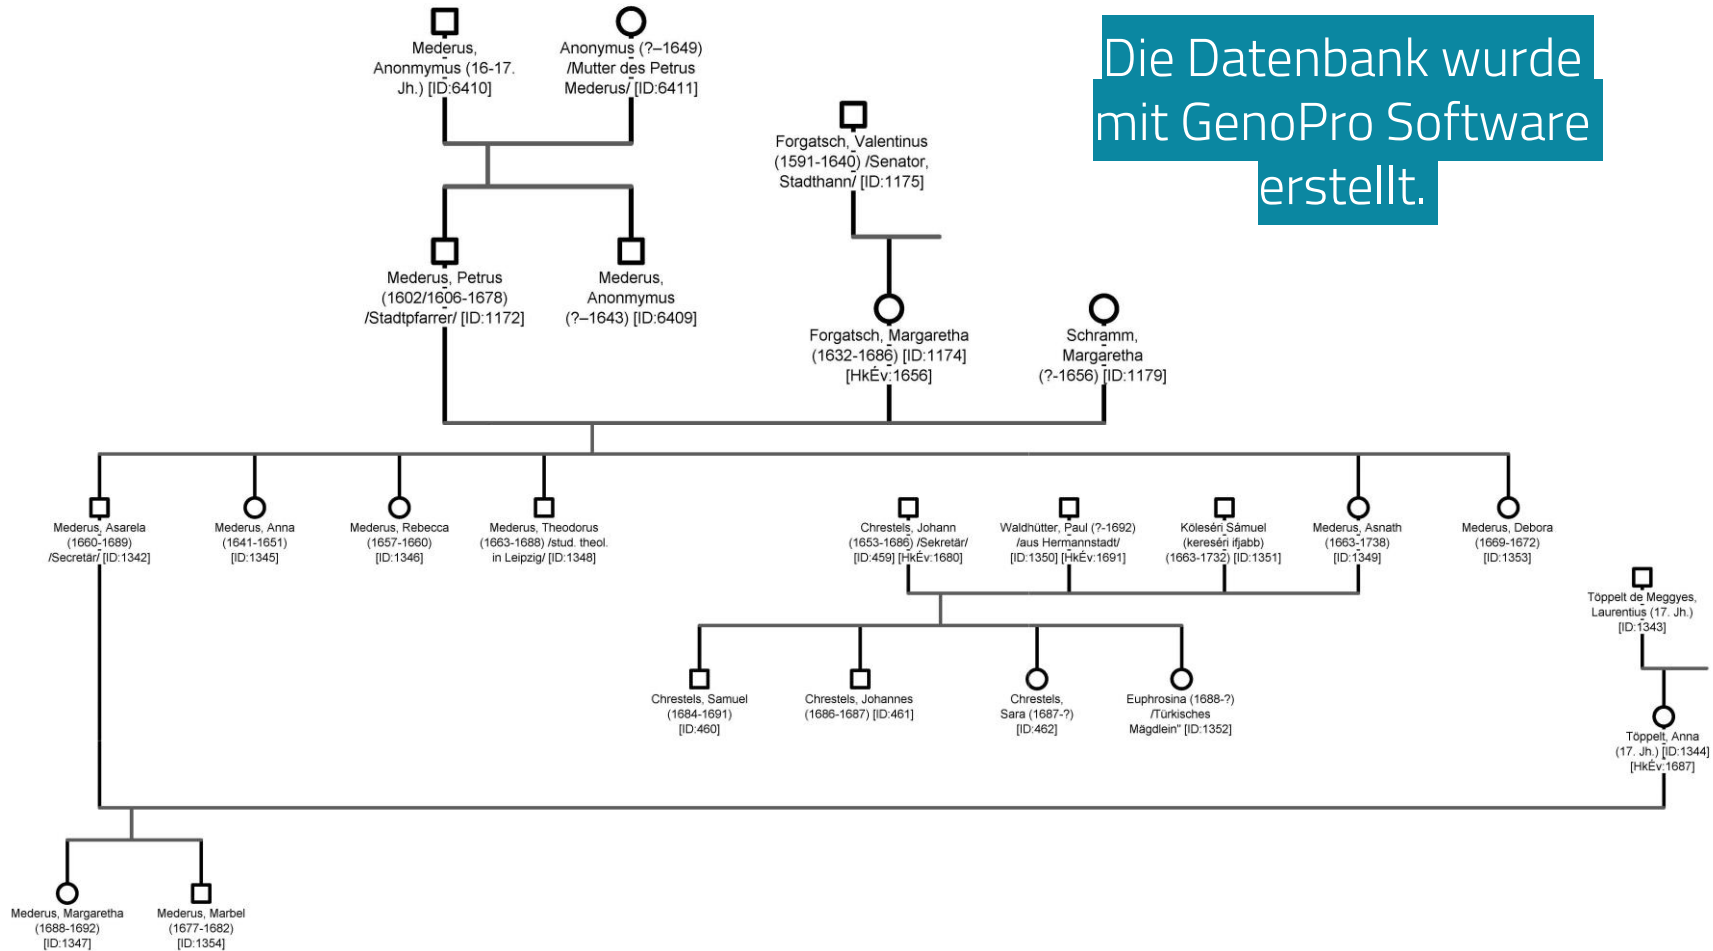 Die Datenbank wurde
mit GenoPro Software
erstellt.
Mederus,
Anonmymus (16-17.
Jh.) [ID:6410]
Anonymus (?–1649)
/Mutter des Petrus
Mederus/ [ID:6411]
Forgatsch, Valentinus
(1591-1640) /Senator,
Stadthann/ [ID:1175]
Mederus, Petrus
(1602/1606-1678)
/Stadtpfarrer/ [ID:1172]
Mederus,
Anonmymus
(?–1643) [ID:6409]
Forgatsch, Margaretha
(1632-1686) [ID:1174]
[HkÉv:1656]
Schramm,
Margaretha
(?-1656) [ID:1179]
Mederus, Asarela
(1660-1689)
/Secretär/ [ID:1342]
Mederus, Anna
(1641-1651)
[ID:1345]
Mederus, Rebecca
(1657-1660)
[ID:1346]
Mederus, Theodorus
(1663-1688) /stud. theol.
in Leipzig/ [ID:1348]
Chrestels, Johann
(1653-1686) /Sekretär/
[ID:459] [HkÉv:1680]
Waldhütter, Paul (?-1692)
/aus Hermannstadt/
[ID:1350] [HkÉv:1691]
Köleséri Sámuel
(kereséri ifjabb)
(1663-1732) [ID:1351]
Mederus, Asnath
(1663-1738)
[ID:1349]
Mederus, Debora
(1669-1672)
[ID:1353]
Töppelt de Meggyes,
Laurentius (17. Jh.)
[ID:1343]
Chrestels, Samuel
(1684-1691)
[ID:460]
Chrestels, Johannes
(1686-1687) [ID:461]
Chrestels,
Sara (1687-?)
[ID:462]
Euphrosina (1688-?)
/Türkisches
Mägdlein" [ID:1352]
Töppelt, Anna
(17. Jh.) [ID:1344]
[HkÉv:1687]
Mederus, Margaretha
(1688-1692)
[ID:1347]
Mederus, Marbel
(1677-1682)
[ID:1354]